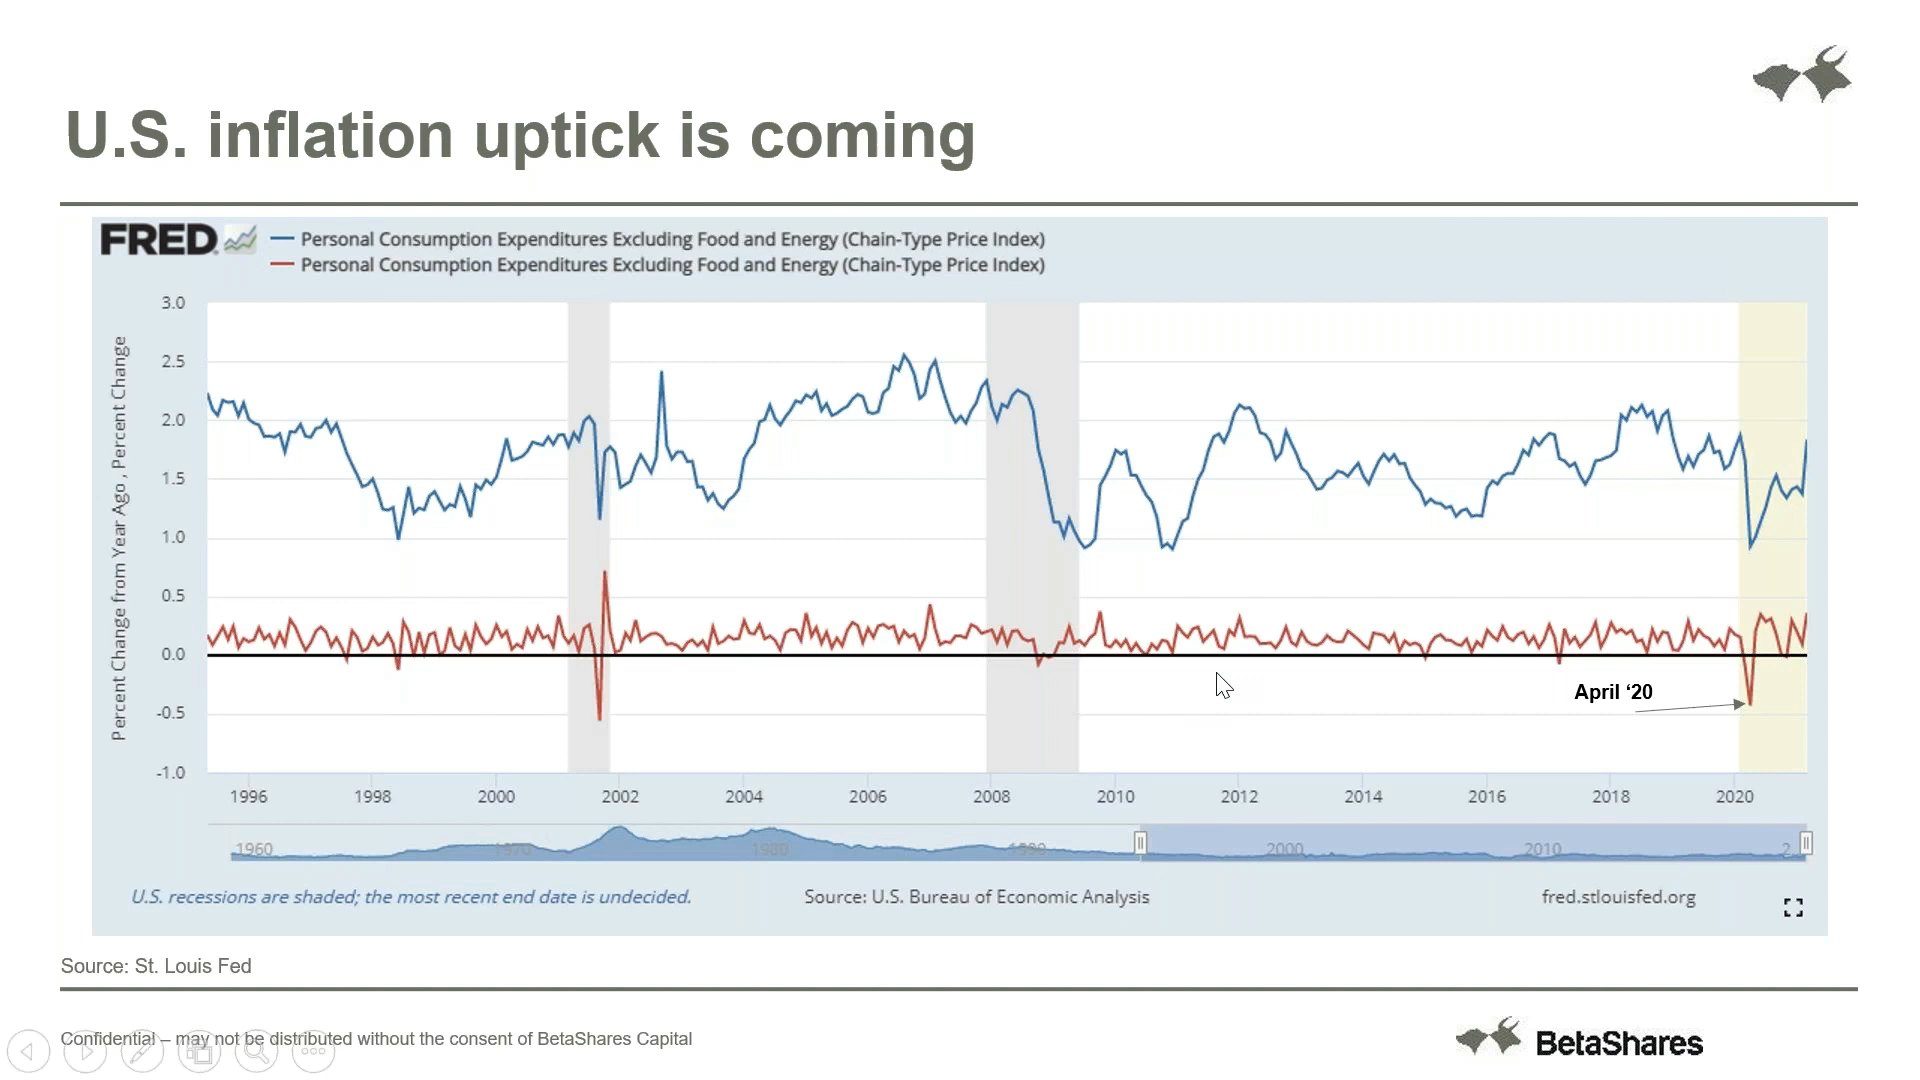 U.S. inflation uptick is coming
FRED
Personal Consumption Expenditures Excluding Food and Energy (Chain-Type Price Index)
Personal Consumption Expenditures Excluding Food and Energy (Chain-Type Price Index)
Percent Change from Year Ago , Percent Change
3.0
2.5
2.0
1.5
1.0
0.5
0.0
-0.5
-1.0
April ‘20
1996 1998 2000 2002 2004 2006 2008 2010 2012 2014 2016 2018 2020
1960 1970 1980 1990 2000 2010 2
U.S. recessions are shaded; the most recent end date is undecided.
Source: U.S. Bureau of Economic Analysis
fred.stlouisfed.org
Source: St. Louis Fed
Confidential – may not be distributed without the consent of BetaShares Capital
BetaShares